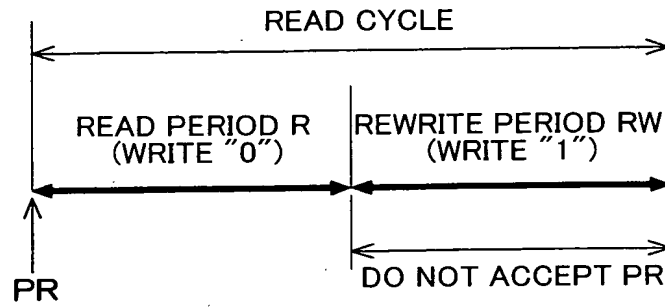 READ CYCLE
READ PERIOD R
(WRITE "0")
REWRITE PERIOD RW
(WRITE "1")
PR
DO NOT ACCEPT PR